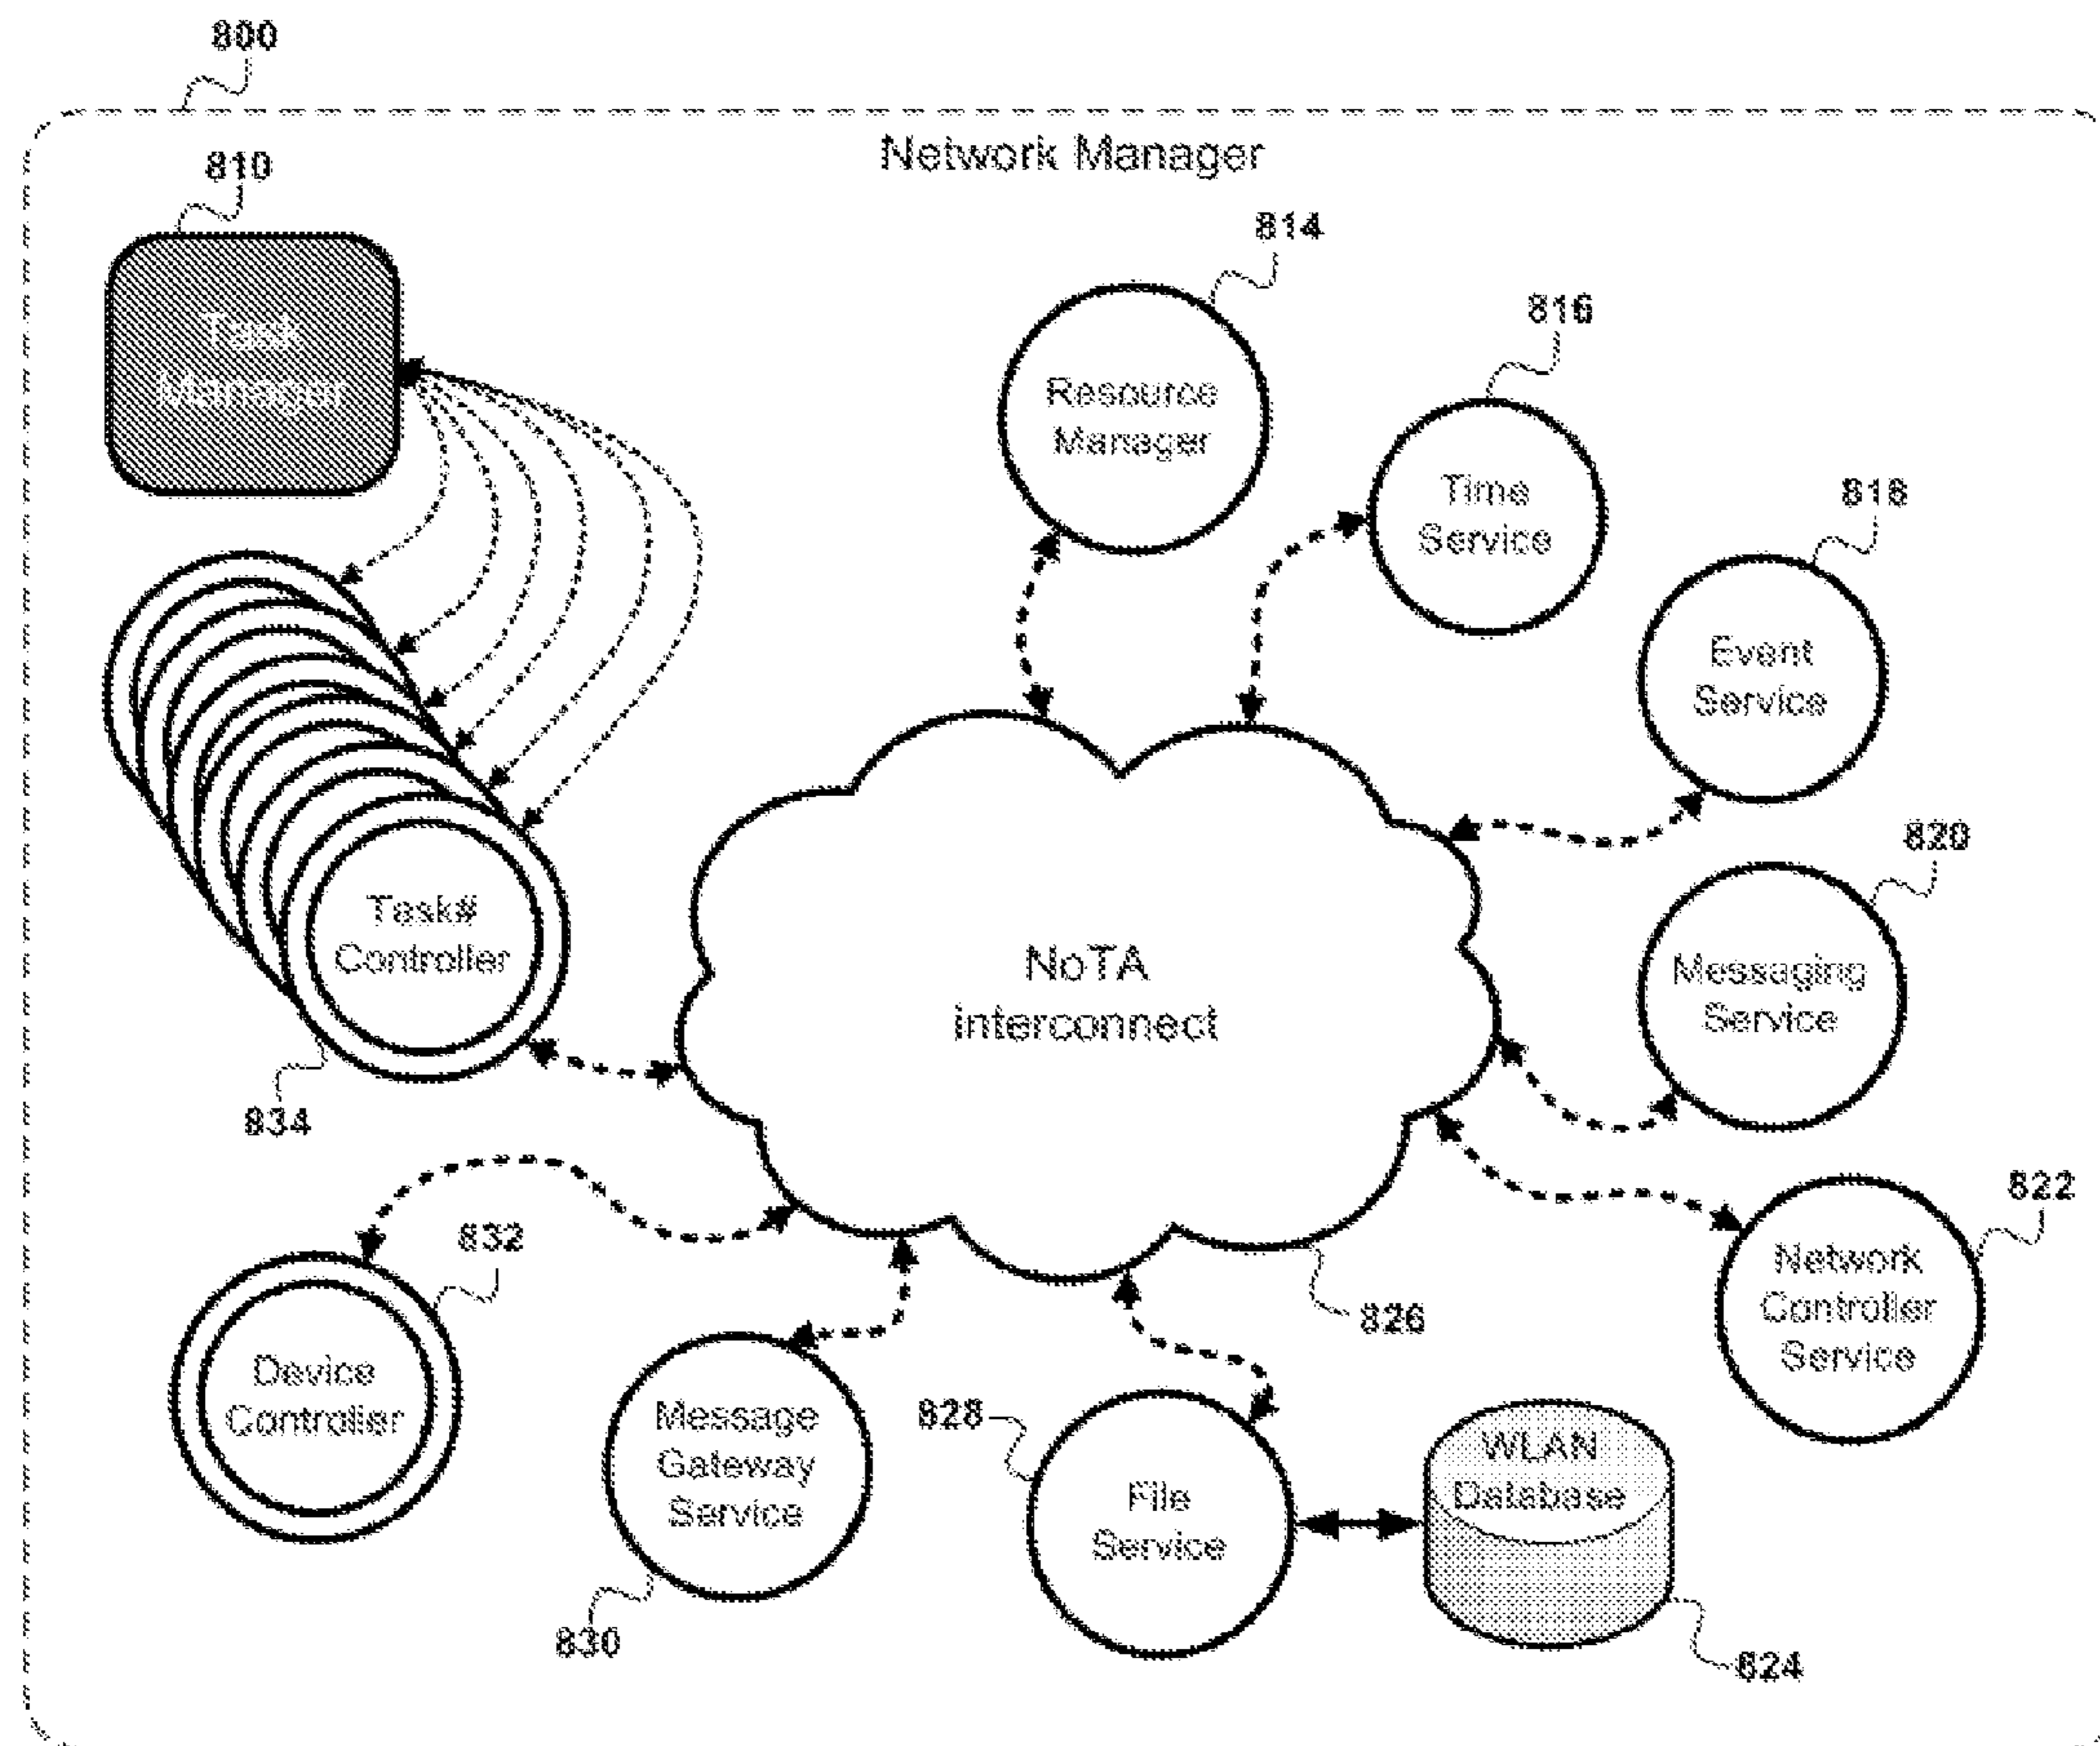 800
Network Manager
810
Task
Manager
814
Resource
Manager
816
Time
Service
818
Event
Service
820
Messaging
Service
Task#
Controller
834
NoTA
interconnect
822
Network
Controller
Service
832
Device
Controller
826
Message
Gateway
Service
830
828
File
Service
WLAN
Database
824